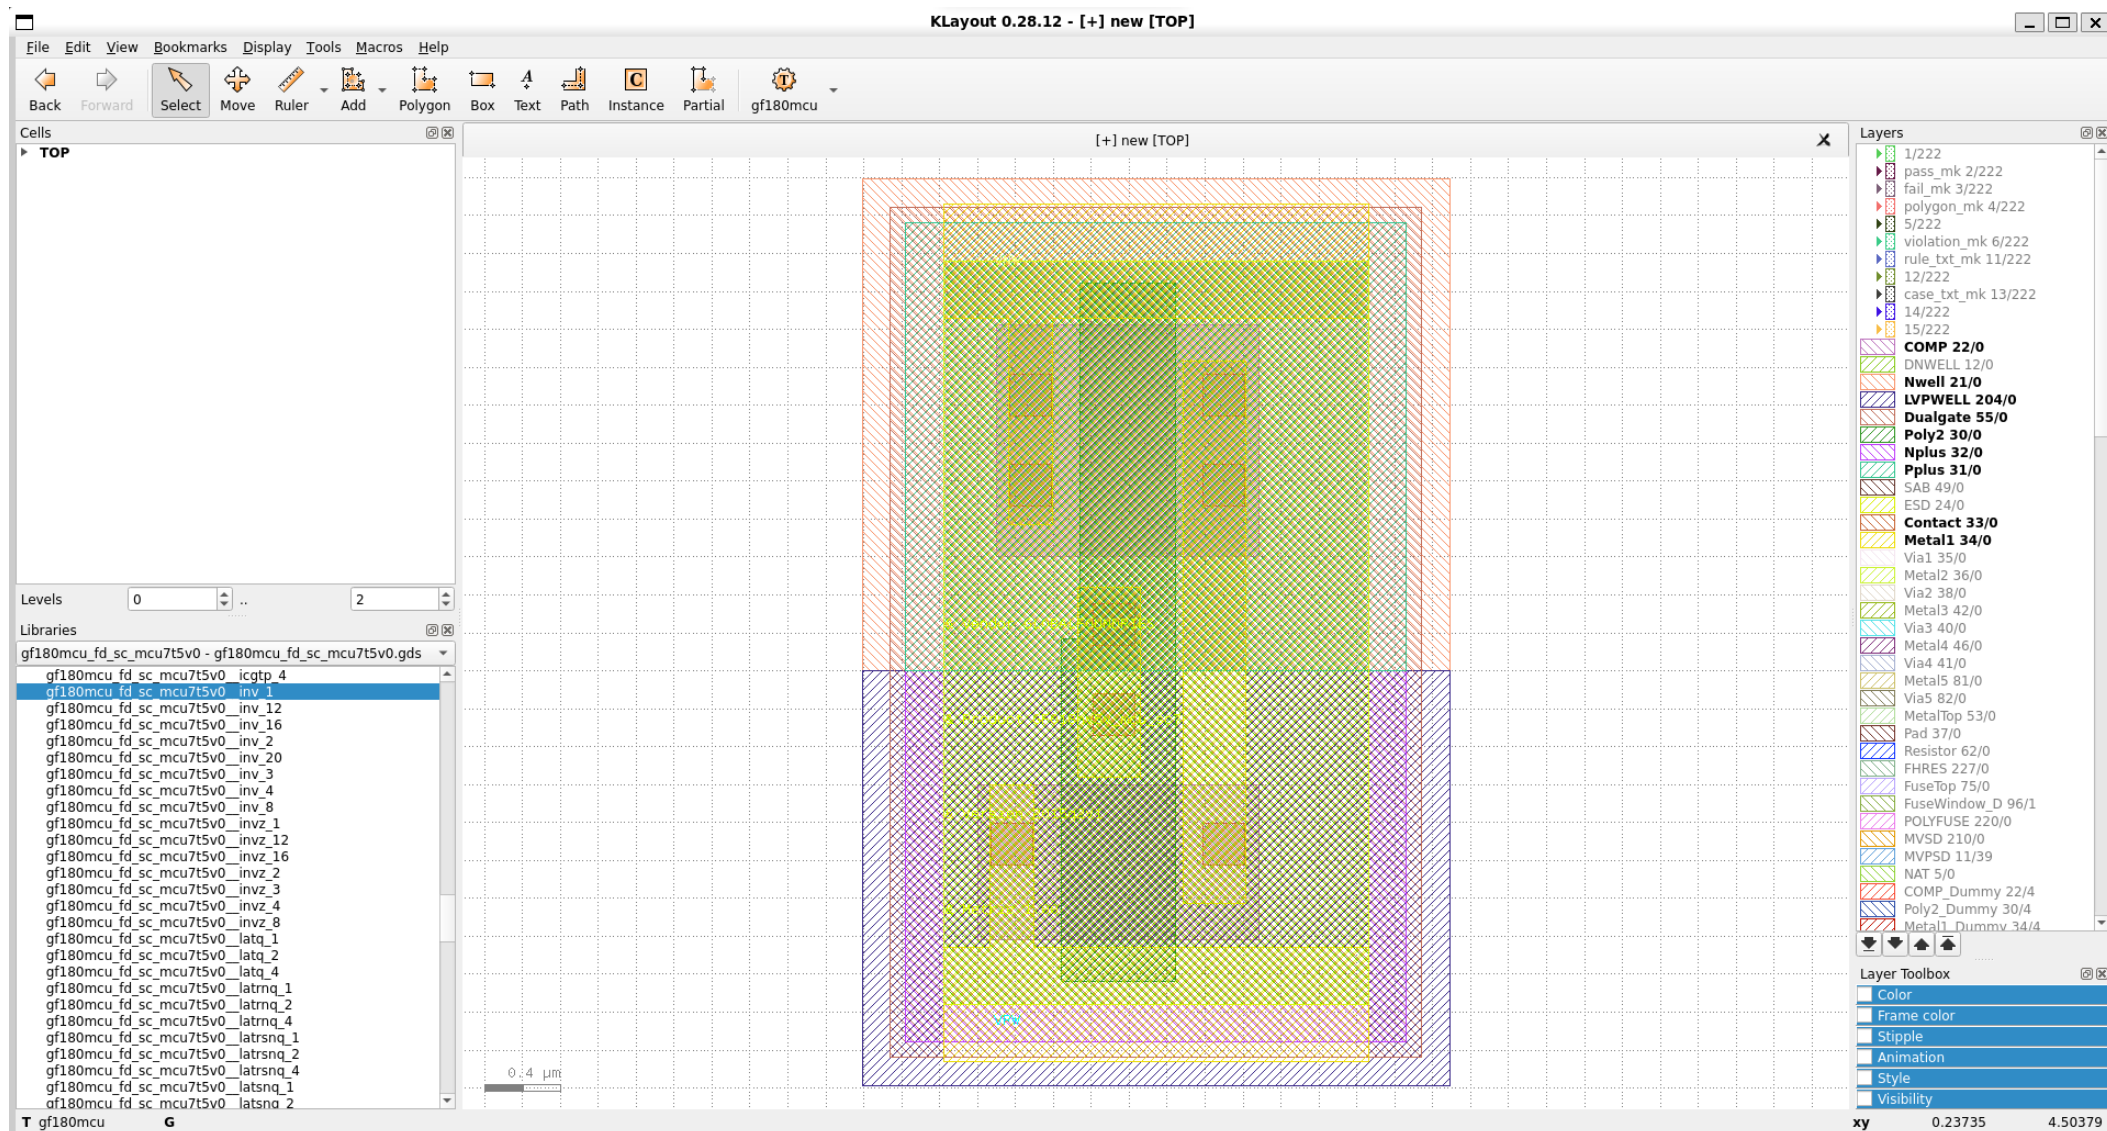 KLayout 0.28.12 - [+] new [TOP]
File Edit View Bookmarks Display Tools Macros Help
Back Forward Select Move Ruler Add Polygon Box Text Path Instance Partial gf180mcu
Cells
TOP
Levels 0 .. 2
Libraries
gf180mcu_fd_sc_mcu7t5v0 - gf180mcu_fd_sc_mcu7t5v0.gds
gf180mcu_fd_sc_mcu7t5v0__icgtp_4
gf180mcu_fd_sc_mcu7t5v0__inv_1
gf180mcu_fd_sc_mcu7t5v0__inv_12
gf180mcu_fd_sc_mcu7t5v0__inv_16
gf180mcu_fd_sc_mcu7t5v0__inv_2
gf180mcu_fd_sc_mcu7t5v0__inv_20
gf180mcu_fd_sc_mcu7t5v0__inv_3
gf180mcu_fd_sc_mcu7t5v0__inv_4
gf180mcu_fd_sc_mcu7t5v0__inv_8
gf180mcu_fd_sc_mcu7t5v0__invz_1
gf180mcu_fd_sc_mcu7t5v0__invz_12
gf180mcu_fd_sc_mcu7t5v0__invz_16
gf180mcu_fd_sc_mcu7t5v0__invz_2
gf180mcu_fd_sc_mcu7t5v0__invz_3
gf180mcu_fd_sc_mcu7t5v0__invz_4
gf180mcu_fd_sc_mcu7t5v0__invz_8
gf180mcu_fd_sc_mcu7t5v0__latq_1
gf180mcu_fd_sc_mcu7t5v0__latq_2
gf180mcu_fd_sc_mcu7t5v0__latq_4
gf180mcu_fd_sc_mcu7t5v0__latrnq_1
gf180mcu_fd_sc_mcu7t5v0__latrnq_2
gf180mcu_fd_sc_mcu7t5v0__latrnq_4
gf180mcu_fd_sc_mcu7t5v0__latrsnq_1
gf180mcu_fd_sc_mcu7t5v0__latrsnq_2
gf180mcu_fd_sc_mcu7t5v0__latrsnq_4
gf180mcu_fd_sc_mcu7t5v0__latsnq_1
gf180mcu_fd_sc_mcu7t5v0__latsnq_2
[+] new [TOP]
0.4 µm
Layers
1/222
pass_mk 2/222
fail_mk 3/222
polygon_mk 4/222
5/222
violation_mk 6/222
rule_txt_mk 11/222
12/222
case_txt_mk 13/222
14/222
15/222
COMP 22/0
DNWELL 12/0
Nwell 21/0
LVPWELL 204/0
Dualgate 55/0
Poly2 30/0
Nplus 32/0
Pplus 31/0
SAB 49/0
ESD 24/0
Contact 33/0
Metal1 34/0
Via1 35/0
Metal2 36/0
Via2 38/0
Metal3 42/0
Via3 40/0
Metal4 46/0
Via4 41/0
Metal5 81/0
Via5 82/0
MetalTop 53/0
Pad 37/0
Resistor 62/0
FHRES 227/0
FuseTop 75/0
FuseWindow_D 96/1
POLYFUSE 220/0
MVSD 210/0
MVPSD 11/39
NAT 5/0
COMP_Dummy 22/4
Poly2_Dummy 30/4
Metal1_Dummy 34/4
Layer Toolbox
Color
Frame color
Stipple
Animation
Style
Visibility
T gf180mcu G xy 0.23735 4.50379